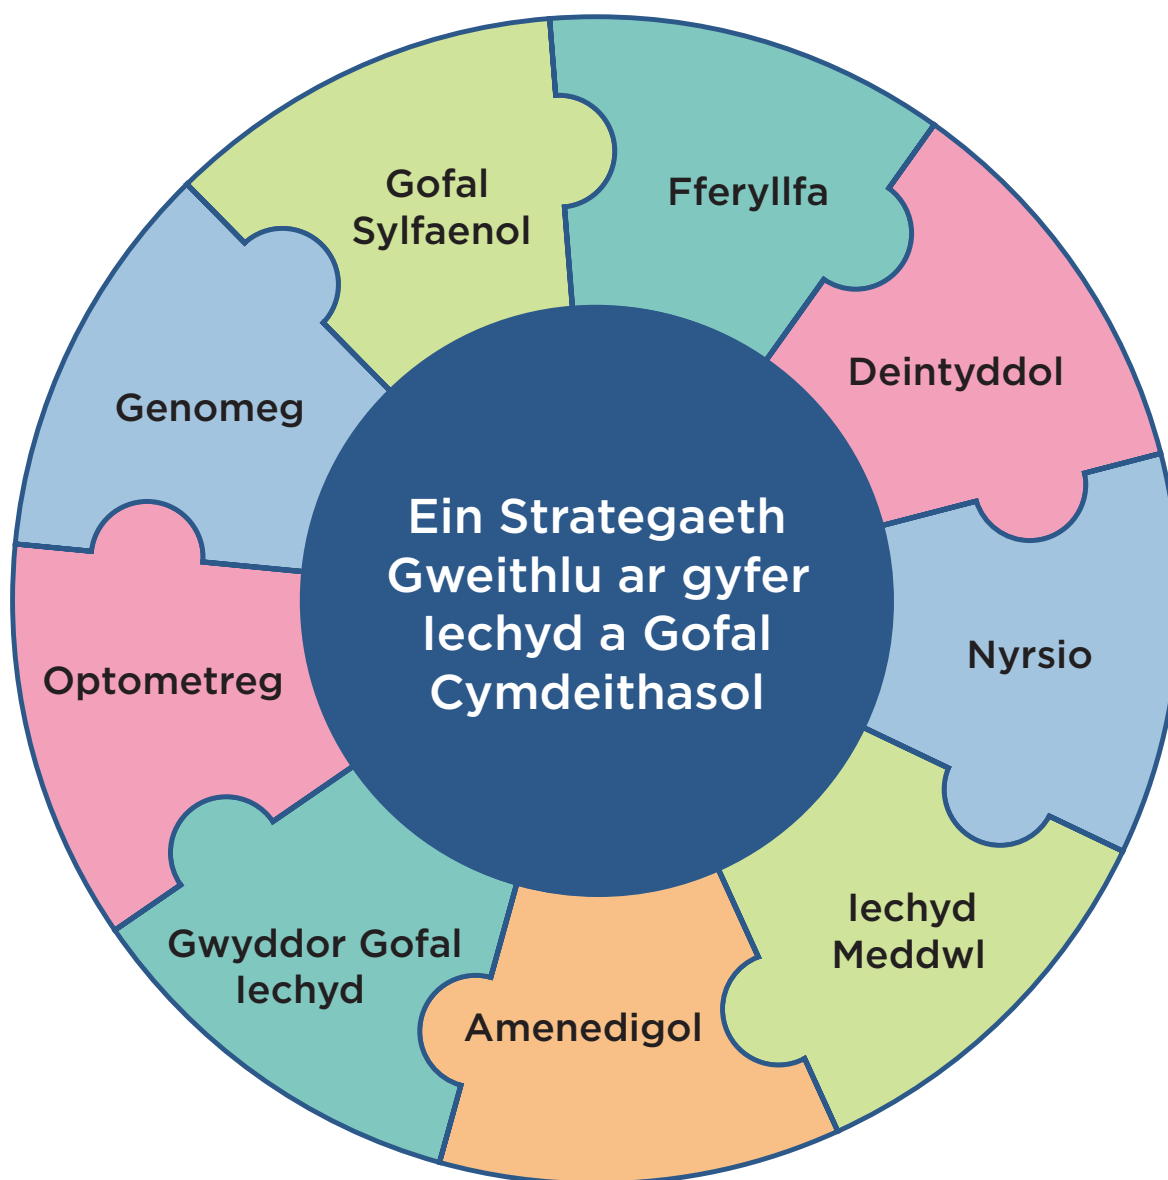 Gofal
Sylfaenol
Fferyllfa
Deintyddol
Genomeg
Ein Strategaeth
Gweithlu ar gyfer
Iechyd a Gofal
Cymdeithasol
Nyrsio
Optometreg
Iechyd
Meddwl
Gwyddor Gofal
Iechyd
Amenedigol